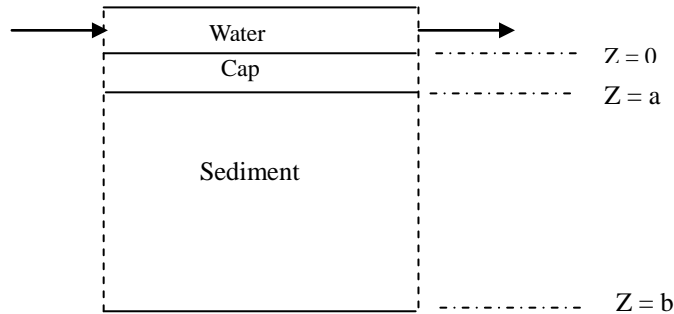 Water
Z = 0
Cap
Z = a
Sediment
Z = b